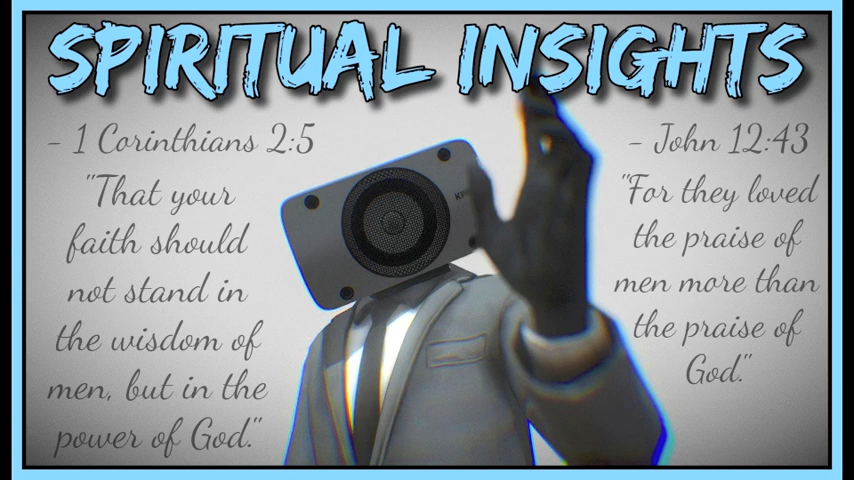 SPIRITUAL INSIGHTS
- 1 Corinthians 2:5
"That your
faith should
not stand in
the wisdom of
men, but in the
power of God."
- John 12:43
"For they loved
the praise of
men more than
the praise of
God."